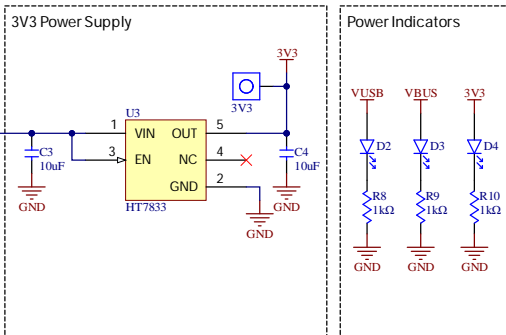 3V3 Power Supply
Power Indicators
3V3
3V3
U3
1 VIN OUT 5
3 EN NC 4
GND 2
HT7833
C3
10uF
GND
C4
10uF
GND
GND
VUSB VBUS 3V3
D2 D3 D4
R8 R9 R10
1kΩ 1kΩ 1kΩ
GND GND GND